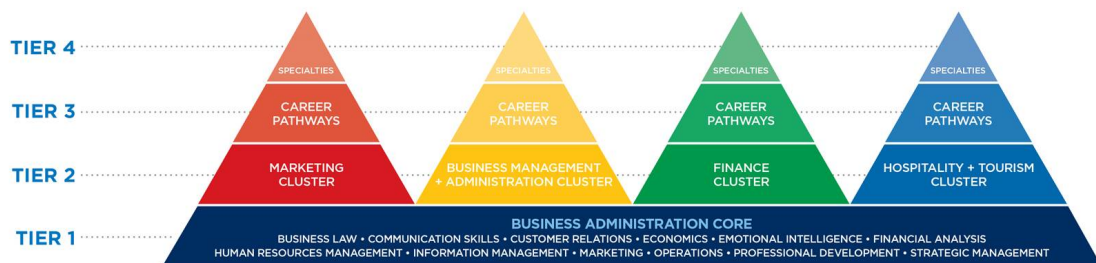 TIER 4
SPECIALTIES
SPECIALTIES
SPECIALTIES
SPECIALTIES
TIER 3
CAREER
PATHWAYS
CAREER
PATHWAYS
CAREER
PATHWAYS
CAREER
PATHWAYS
TIER 2
MARKETING
CLUSTER
BUSINESS MANAGEMENT
+ ADMINISTRATION CLUSTER
FINANCE
CLUSTER
HOSPITALITY + TOURISM
CLUSTER
TIER 1
BUSINESS ADMINISTRATION CORE
BUSINESS LAW • COMMUNICATION SKILLS • CUSTOMER RELATIONS • ECONOMICS • EMOTIONAL INTELLIGENCE • FINANCIAL ANALYSIS
HUMAN RESOURCES MANAGEMENT • INFORMATION MANAGEMENT • MARKETING • OPERATIONS • PROFESSIONAL DEVELOPMENT • STRATEGIC MANAGEMENT